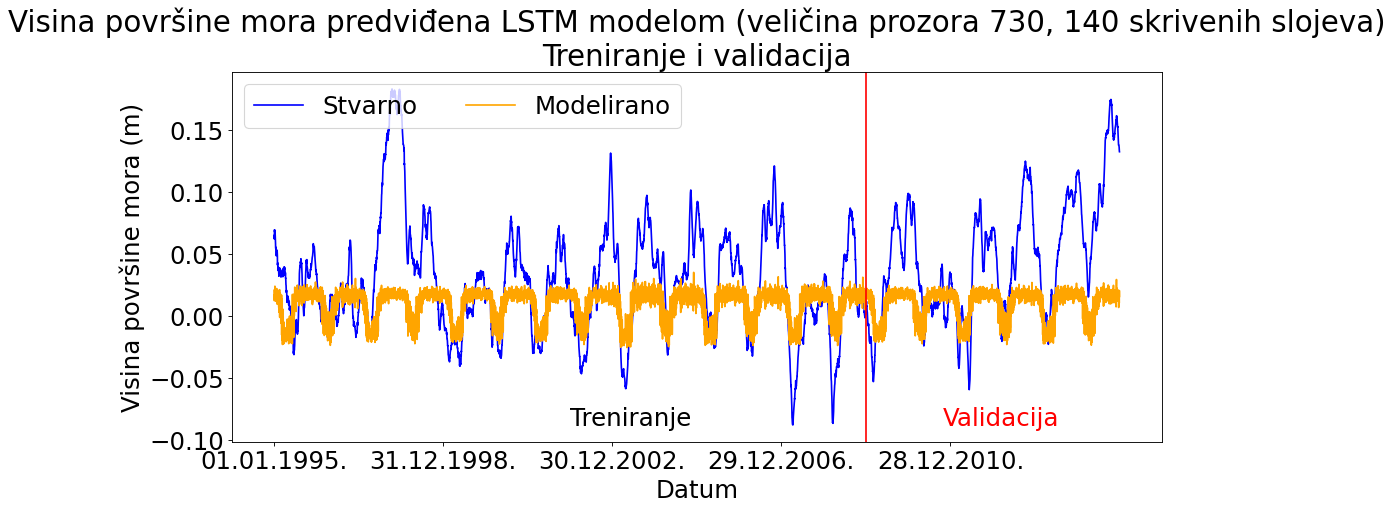 Visina površine mora predviđena LSTM modelom (veličina prozora 730, 140 skrivenih slojeva)
Treniranje i validacija
Stvarno Modelirano
Visina površine mora (m)
0.15
0.10
0.05
0.00
−0.05
−0.10
Treniranje
Validacija
01.01.1995. 31.12.1998. 30.12.2002. 29.12.2006. 28.12.2010.
Datum